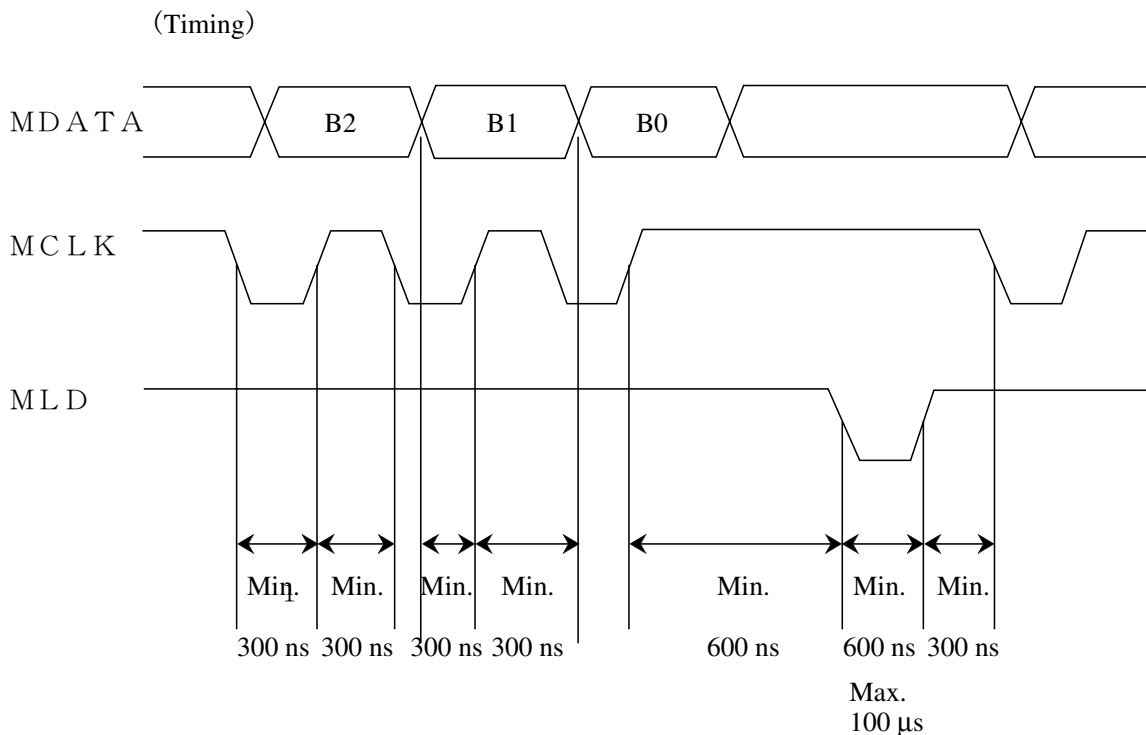 (Timing)
MDATA B2 B1 B0
MCLK
MLD
Min. Min. Min. Min. Min. Min. Min.
1
300 ns 300 ns 300 ns 300 ns 600 ns 600 ns 300 ns
Max.
100 μs